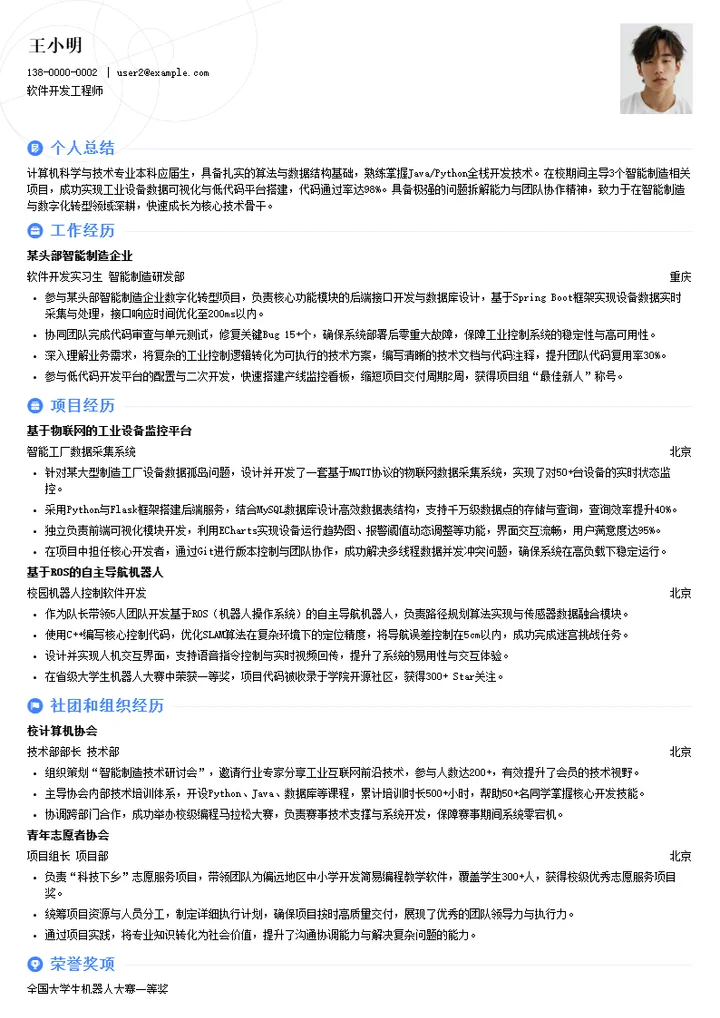 王小明
138-0000-0002 | user2@example.com
软件开发工程师
个人总结
计算机科学与技术专业本科应届生，具备扎实的算法与数据结构基础，熟练掌握Java/Python全栈开发技术。在校期间主导3个智能制造相关
项目，成功实现工业设备数据可视化与低代码平台搭建，代码通过率达98%。具备极强的问题拆解能力与团队协作精神，致力于在智能制造
与数字化转型领域深耕，快速成长为核心技术骨干。
工作经历
某头部智能制造企业
软件开发实习生 智能制造研发部 重庆
• 参与某头部智能制造企业数字化转型项目，负责核心功能模块的后端接口开发与数据库设计，基于Spring Boot框架实现设备数据实时
采集与处理，接口响应时间优化至200ms以内。
• 协同团队完成代码审查与单元测试，修复关键Bug 15+个，确保系统部署后零重大故障，保障工业控制系统的稳定性与高可用性。
• 深入理解业务需求，将复杂的工业控制逻辑转化为可执行的技术方案，编写清晰的技术文档与代码注释，提升团队代码复用率30%。
• 参与低代码开发平台的配置与二次开发，快速搭建产线监控看板，缩短项目交付周期2周，获得项目组“最佳新人”称号。
项目经历
基于物联网的工业设备监控平台
智能工厂数据采集系统 北京
• 针对某大型制造工厂设备数据孤岛问题，设计并开发了一套基于MQTT协议的物联网数据采集系统，实现了对50+台设备的实时状态监
控。
• 采用Python与Flask框架搭建后端服务，结合MySQL数据库设计高效数据表结构，支持千万级数据点的存储与查询，查询效率提升40%。
• 独立负责前端可视化模块开发，利用ECharts实现设备运行趋势图、报警阈值动态调整等功能，界面交互流畅，用户满意度达95%。
• 在项目中担任核心开发者，通过Git进行版本控制与团队协作，成功解决多线程数据并发冲突问题，确保系统在高负载下稳定运行。
基于ROS的自主导航机器人
校园机器人控制软件开发 北京
• 作为队长带领5人团队开发基于ROS（机器人操作系统）的自主导航机器人，负责路径规划算法实现与传感器数据融合模块。
• 使用C++编写核心控制代码，优化SLAM算法在复杂环境下的定位精度，将导航误差控制在5cm以内，成功完成迷宫挑战任务。
• 设计并实现人机交互界面，支持语音指令控制与实时视频回传，提升了系统的易用性与交互体验。
• 在省级大学生机器人大赛中荣获一等奖，项目代码被收录于学院开源社区，获得300+ Star关注。
社团和组织经历
校计算机协会
技术部部长 技术部 北京
• 组织策划“智能制造技术研讨会”，邀请行业专家分享工业互联网前沿技术，参与人数达200+，有效提升了会员的技术视野。
• 主导协会内部技术培训体系，开设Python、Java、数据库等课程，累计培训时长500+小时，帮助50+名同学掌握核心开发技能。
• 协调跨部门合作，成功举办校级编程马拉松大赛，负责赛事技术支撑与系统开发，保障赛事期间系统零宕机。
青年志愿者协会
项目组长 项目部 北京
• 负责“科技下乡”志愿服务项目，带领团队为偏远地区中小学开发简易编程教学软件，覆盖学生300+人，获得校级优秀志愿服务项目
奖。
• 统筹项目资源与人员分工，制定详细执行计划，确保项目按时高质量交付，展现了优秀的团队领导力与执行力。
• 通过项目实践，将专业知识转化为社会价值，提升了沟通协调能力与解决复杂问题的能力。
荣誉奖项
全国大学生机器人大赛一等奖